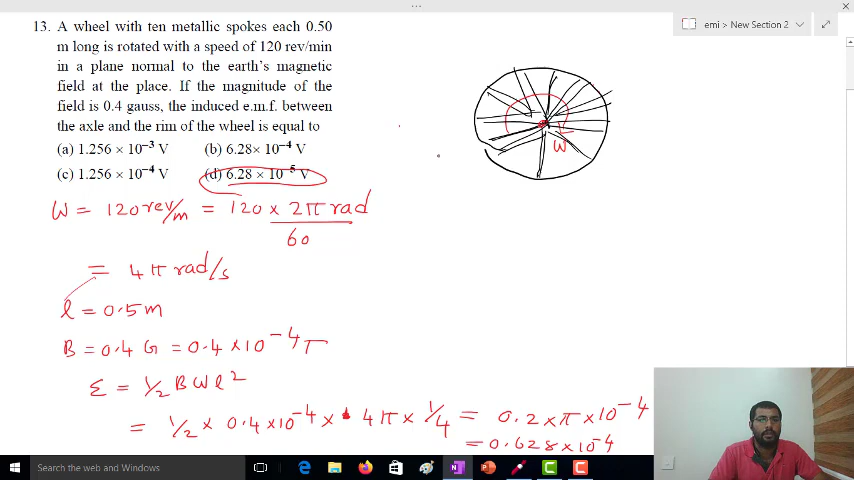 emi > New Section 2
13. A wheel with ten metallic spokes each 0.50
m long is rotated with a speed of 120 rev/min
in a plane normal to the earth's magnetic
field at the place. If the magnitude of the
field is 0.4 gauss, the induced e.m.f. between
the axle and the rim of the wheel is equal to
(a) 1.256 × 10⁻³ V (b) 6.28× 10⁻⁴ V
(c) 1.256 × 10⁻⁴ V (d) 6.28 × 10⁻⁵ V
W
W = 120 rev/m = 120 × 2π rad
60
= 4π rad/s
l = 0.5m
B = 0.4 G = 0.4 × 10⁻⁴ T
Ɛ = 1/2 B W l²
= 1/2 × 0.4 × 10⁻⁴ × 4π × 1/4 = 0.2 × π × 10⁻⁴
= 0.628 × 10⁻⁴
Search the web and Windows